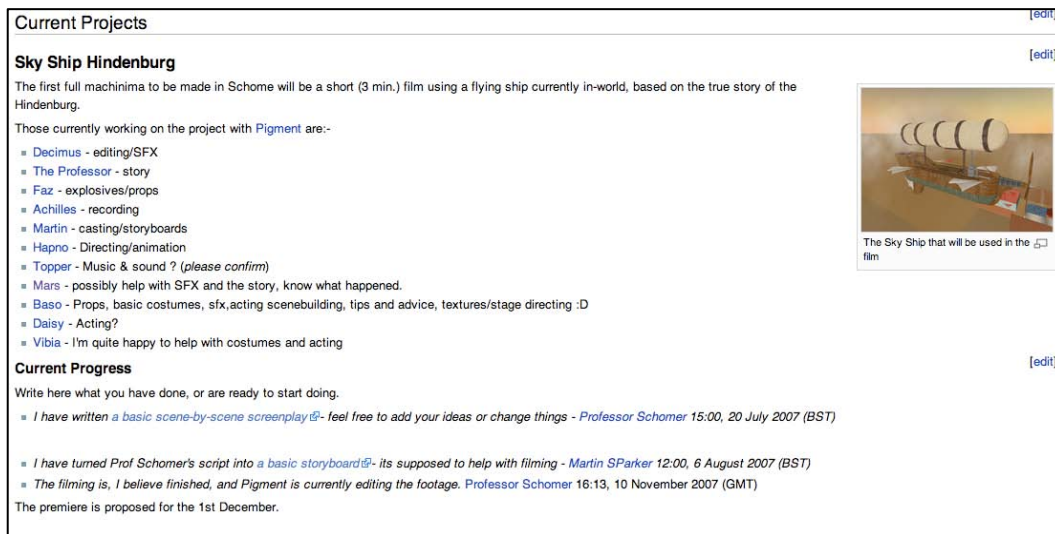 Current Projects
[edit]
Sky Ship Hindenburg
[edit]
The first full machinima to be made in Schome will be a short (3 min.) film using a flying ship currently in-world, based on the true story of the
Hindenburg.
Those currently working on the project with Pigment are:-
Decimus - editing/SFX
The Professor - story
Faz - explosives/props
Achilles - recording
Martin - casting/storyboards
Hapno - Directing/animation
Topper - Music & sound ? (please confirm)
Mars - possibly help with SFX and the story, know what happened.
Baso - Props, basic costumes, sfx,acting scenebuilding, tips and advice, textures/stage directing :D
Daisy - Acting?
Vibia - I'm quite happy to help with costumes and acting
The Sky Ship that will be used in the
film
Current Progress
[edit]
Write here what you have done, or are ready to start doing.
I have written a basic scene-by-scene screenplay - feel free to add your ideas or change things - Professor Schomer 15:00, 20 July 2007 (BST)
I have turned Prof Schomer's script into a basic storyboard - its supposed to help with filming - Martin SParker 12:00, 6 August 2007 (BST)
The filming is, I believe finished, and Pigment is currently editing the footage. Professor Schomer 16:13, 10 November 2007 (GMT)
The premiere is proposed for the 1st December.